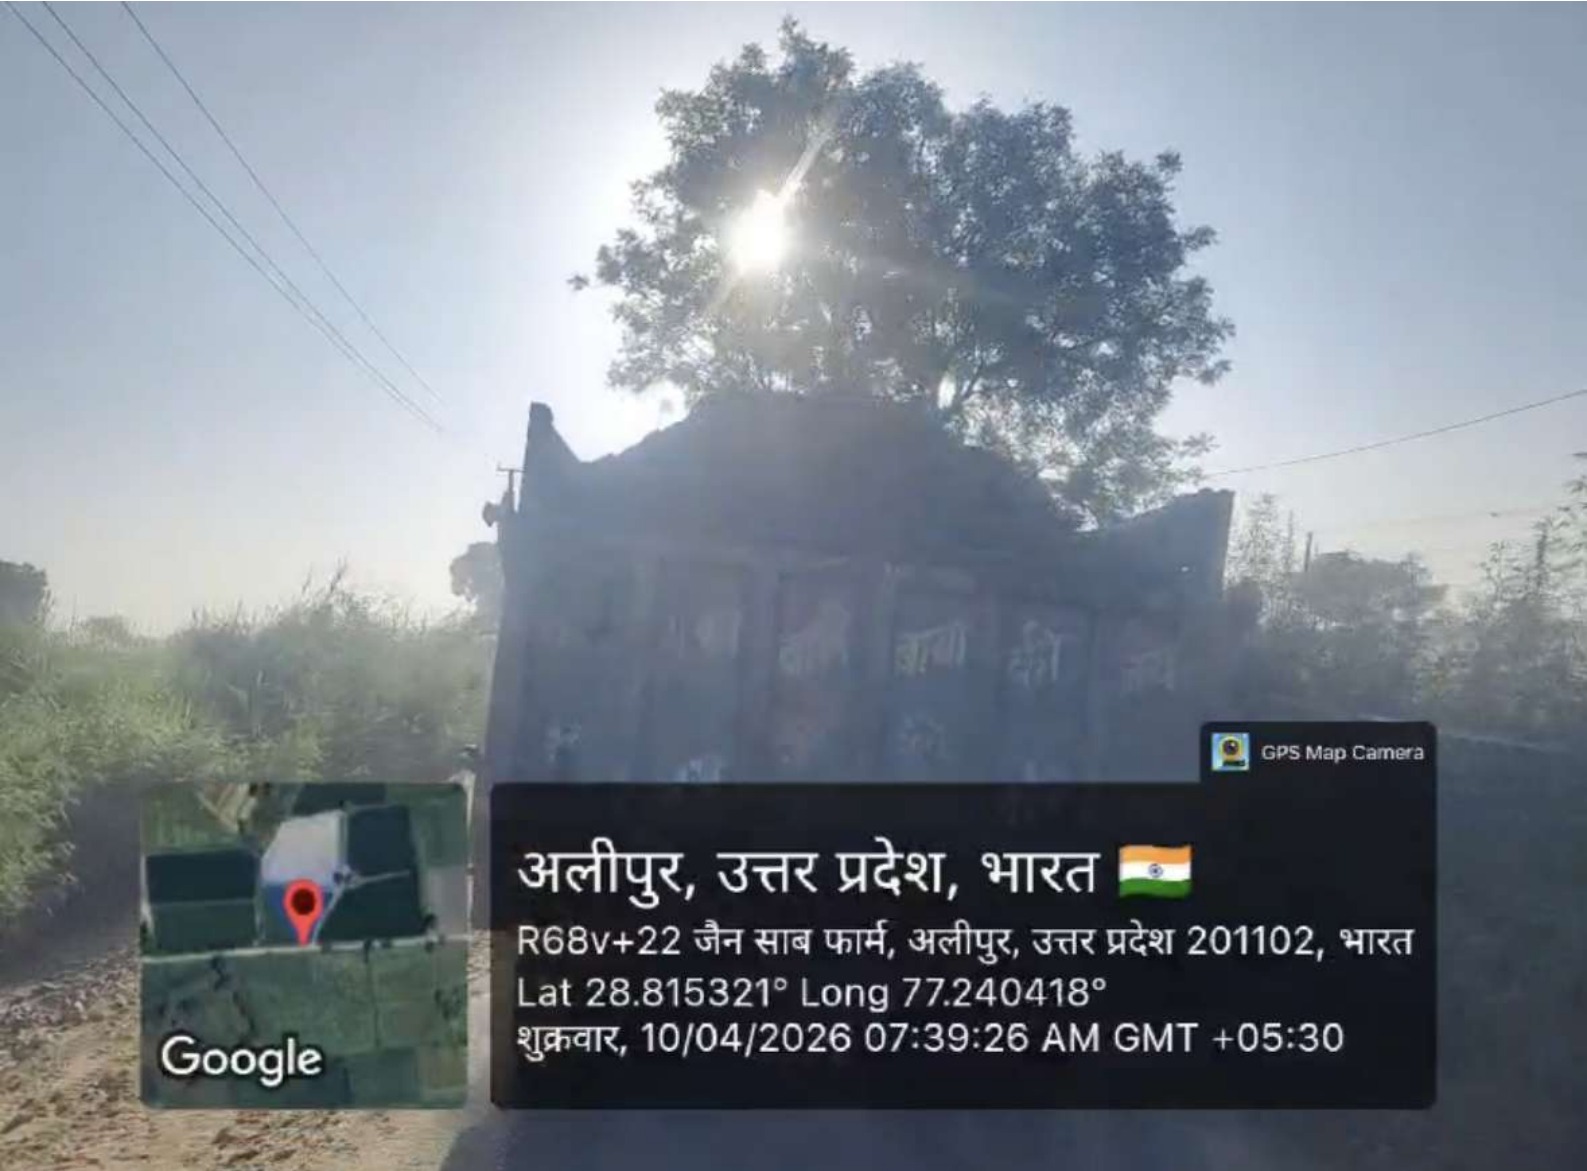 बाबा की
GPS Map Camera
अलीपुर, उत्तर प्रदेश, भारत
R68v+22 जैन साब फार्म, अलीपुर, उत्तर प्रदेश 201102, भारत
Lat 28.815321° Long 77.240418°
शुक्रवार, 10/04/2026 07:39:26 AM GMT +05:30
Google